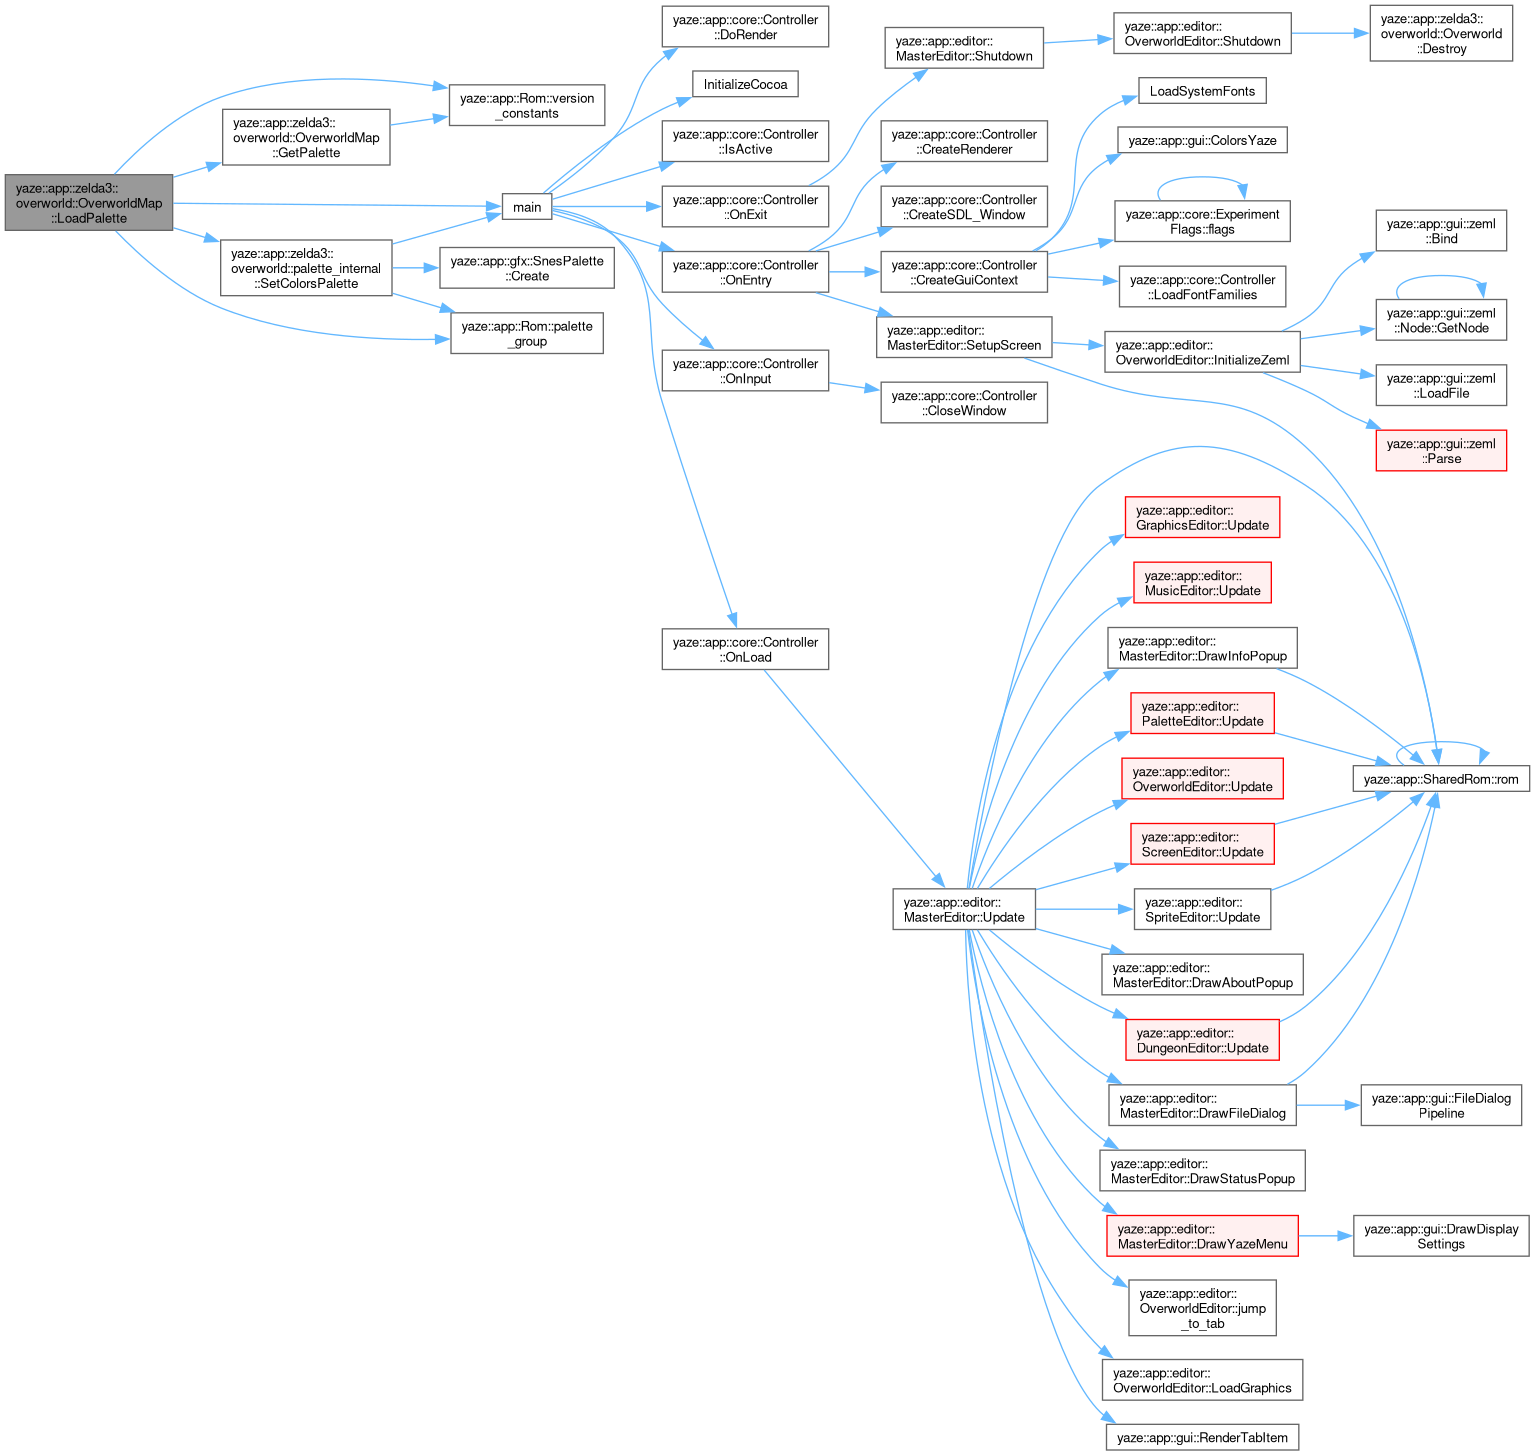 yaze::app::zelda3::
overworld::OverworldMap
::LoadPalette
yaze::app::Rom::version
_constants
yaze::app::zelda3::
overworld::OverworldMap
::GetPalette
main
yaze::app::zelda3::
overworld::palette_internal
::SetColorsPalette
yaze::app::gfx::SnesPalette
::Create
yaze::app::Rom::palette
_group
yaze::app::core::Controller
::DoRender
InitializeCocoa
yaze::app::core::Controller
::IsActive
yaze::app::core::Controller
::OnExit
yaze::app::core::Controller
::OnEntry
yaze::app::core::Controller
::OnInput
yaze::app::core::Controller
::OnLoad
yaze::app::editor::
MasterEditor::Shutdown
yaze::app::core::Controller
::CreateRenderer
yaze::app::core::Controller
::CreateSDL_Window
yaze::app::core::Controller
::CreateGuiContext
yaze::app::editor::
MasterEditor::SetupScreen
yaze::app::core::Controller
::CloseWindow
yaze::app::editor::
MasterEditor::Update
yaze::app::editor::
OverworldEditor::Shutdown
LoadSystemFonts
yaze::app::gui::ColorsYaze
yaze::app::core::Experiment
Flags::flags
yaze::app::core::Controller
::LoadFontFamilies
yaze::app::editor::
OverworldEditor::InitializeZeml
yaze::app::editor::
GraphicsEditor::Update
yaze::app::editor::
MusicEditor::Update
yaze::app::editor::
MasterEditor::DrawInfoPopup
yaze::app::editor::
PaletteEditor::Update
yaze::app::editor::
OverworldEditor::Update
yaze::app::editor::
ScreenEditor::Update
yaze::app::editor::
SpriteEditor::Update
yaze::app::editor::
MasterEditor::DrawAboutPopup
yaze::app::editor::
DungeonEditor::Update
yaze::app::editor::
MasterEditor::DrawFileDialog
yaze::app::editor::
MasterEditor::DrawStatusPopup
yaze::app::editor::
MasterEditor::DrawYazeMenu
yaze::app::editor::
OverworldEditor::jump
_to_tab
yaze::app::editor::
OverworldEditor::LoadGraphics
yaze::app::gui::RenderTabItem
yaze::app::zelda3::
overworld::Overworld
::Destroy
yaze::app::gui::zeml
::Bind
yaze::app::gui::zeml
::Node::GetNode
yaze::app::gui::zeml
::LoadFile
yaze::app::gui::zeml
::Parse
yaze::app::SharedRom::rom
yaze::app::gui::FileDialog
Pipeline
yaze::app::gui::DrawDisplay
Settings